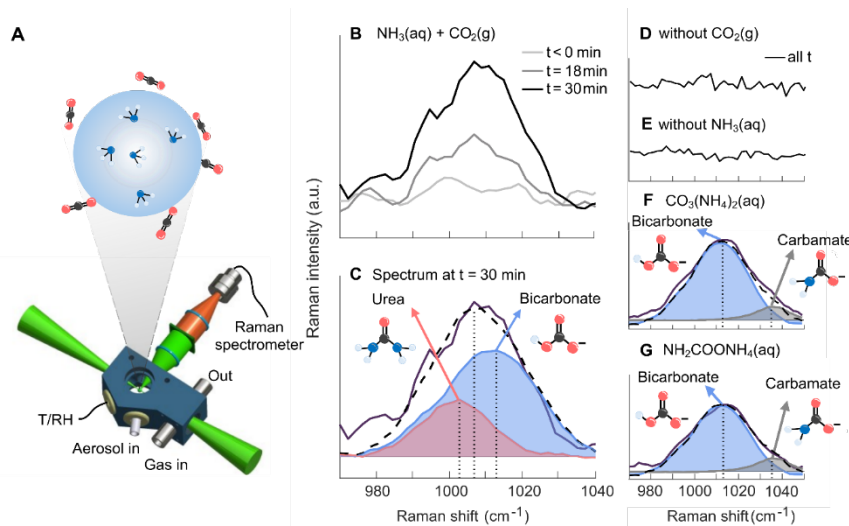 A
Raman
spectrometer
Out
T/RH
Aerosol in
Gas in
B
NH₃(aq) + CO₂(g)
t < 0 min
t = 18 min
t = 30 min
Raman intensity (a.u.)
C
Spectrum at t = 30 min
Urea
Bicarbonate
980 1000 1020 1040
Raman shift (cm⁻¹)
D without CO₂(g)
all t
E without NH₃(aq)
F
CO₃(NH₄)₂(aq)
Bicarbonate
Carbamate
G
NH₂COONH₄(aq)
Bicarbonate
Carbamate
980 1000 1020 1040
Raman shift (cm⁻¹)